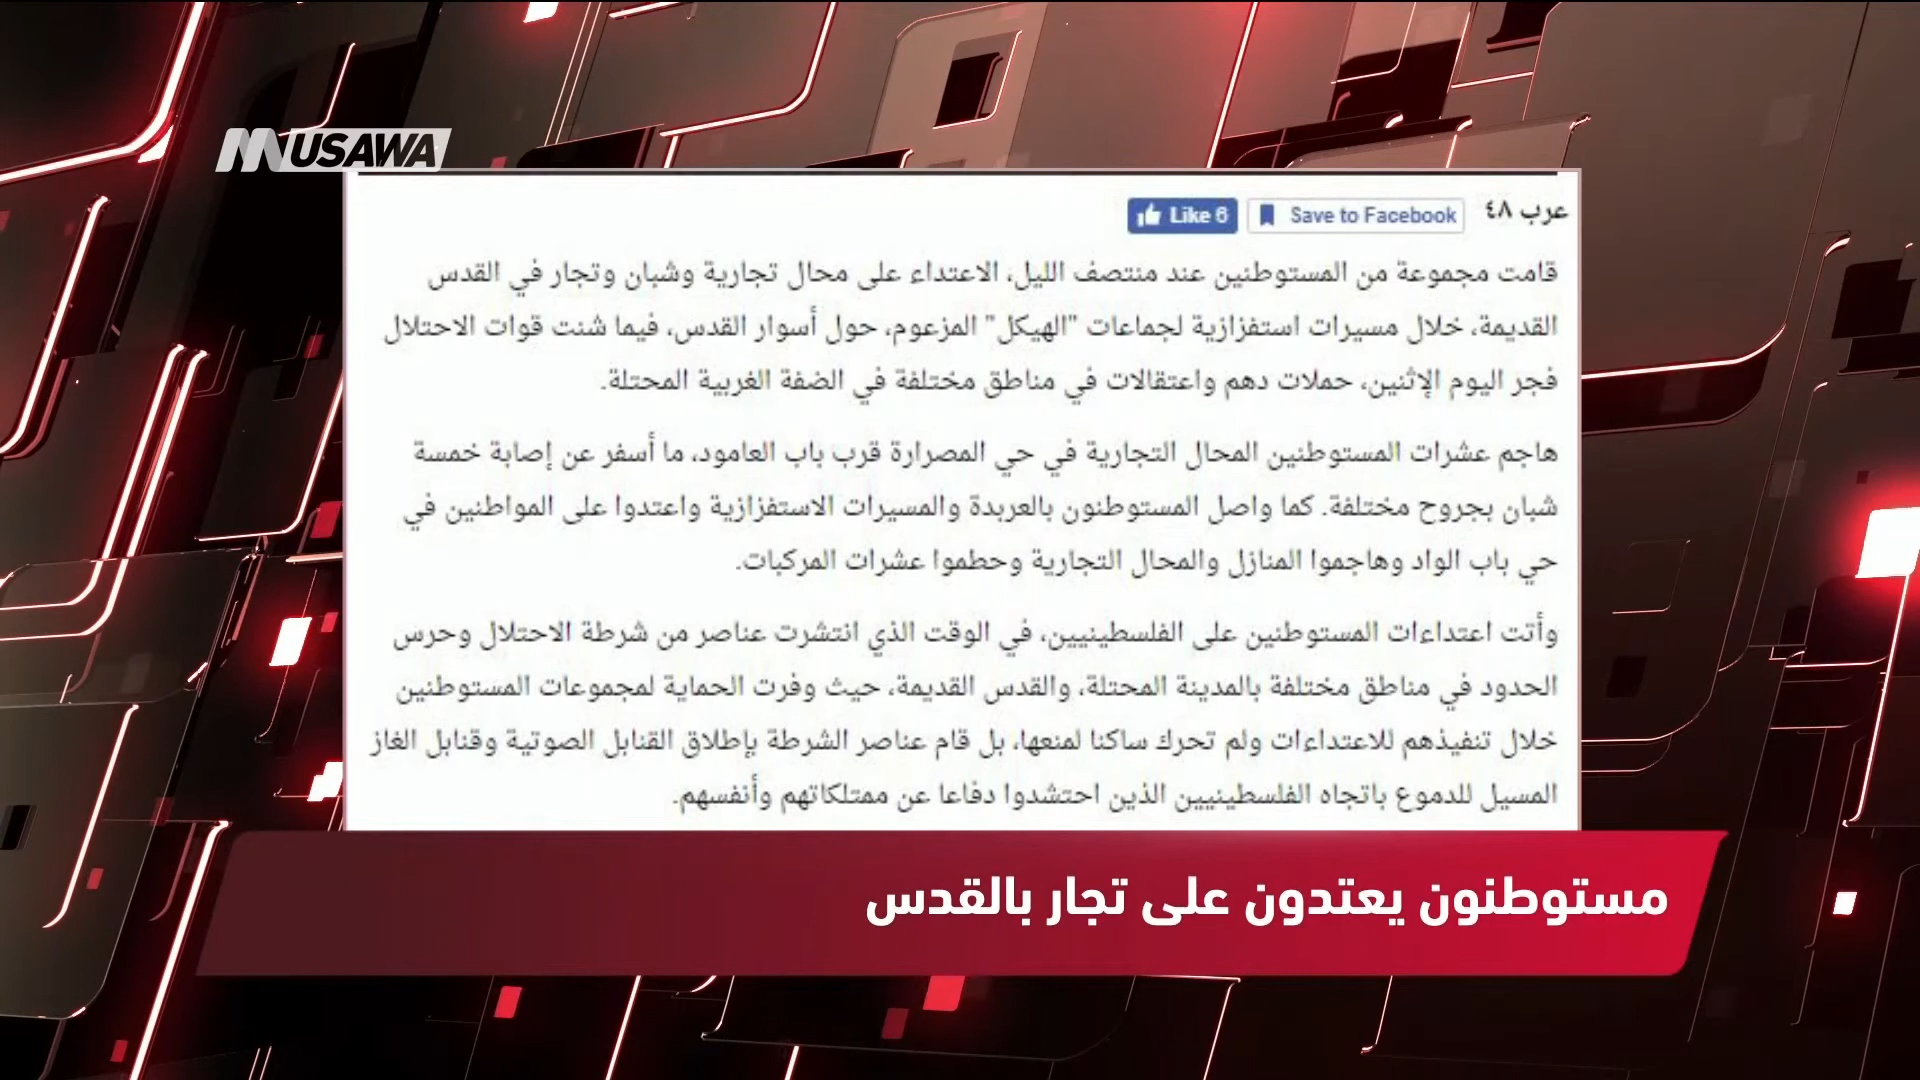 MUSAWA
عرب ٤٨
Save to Facebook
Like 6
قامت مجموعة من المستوطنين عند منتصف الليل، الاعتداء على محال تجارية وشبان وتجار في القدس
القديمة، خلال مسيرات استفزازية لجماعات "الهيكل" المزعوم، حول أسوار القدس، فيما شنت قوات الاحتلال
فجر اليوم الإثنين، حملات دهم واعتقالات في مناطق مختلفة في الضفة الغربية المحتلة.
هاجم عشرات المستوطنين المحال التجارية في حي المصرارة قرب باب العامود، ما أسفر عن إصابة خمسة
شبان بجروح مختلفة. كما واصل المستوطنون بالعربدة والمسيرات الاستفزازية واعتدوا على المواطنين في
حي باب الواد وهاجموا المنازل والمحال التجارية وحطموا عشرات المركبات.
وأتت اعتداءات المستوطنين على الفلسطينيين، في الوقت الذي انتشرت عناصر من شرطة الاحتلال وحرس
الحدود في مناطق مختلفة بالمدينة المحتلة، والقدس القديمة، حيث وفرت الحماية لمجموعات المستوطنين
خلال تنفيذهم للاعتداءات ولم تحرك ساكنا لمنعها، بل قام عناصر الشرطة بإطلاق القنابل الصوتية وقنابل الغاز
المسيل للدموع باتجاه الفلسطينيين الذين احتشدوا دفاعا عن ممتلكاتهم وأنفسهم.
مستوطنون يعتدون على تجار بالقدس